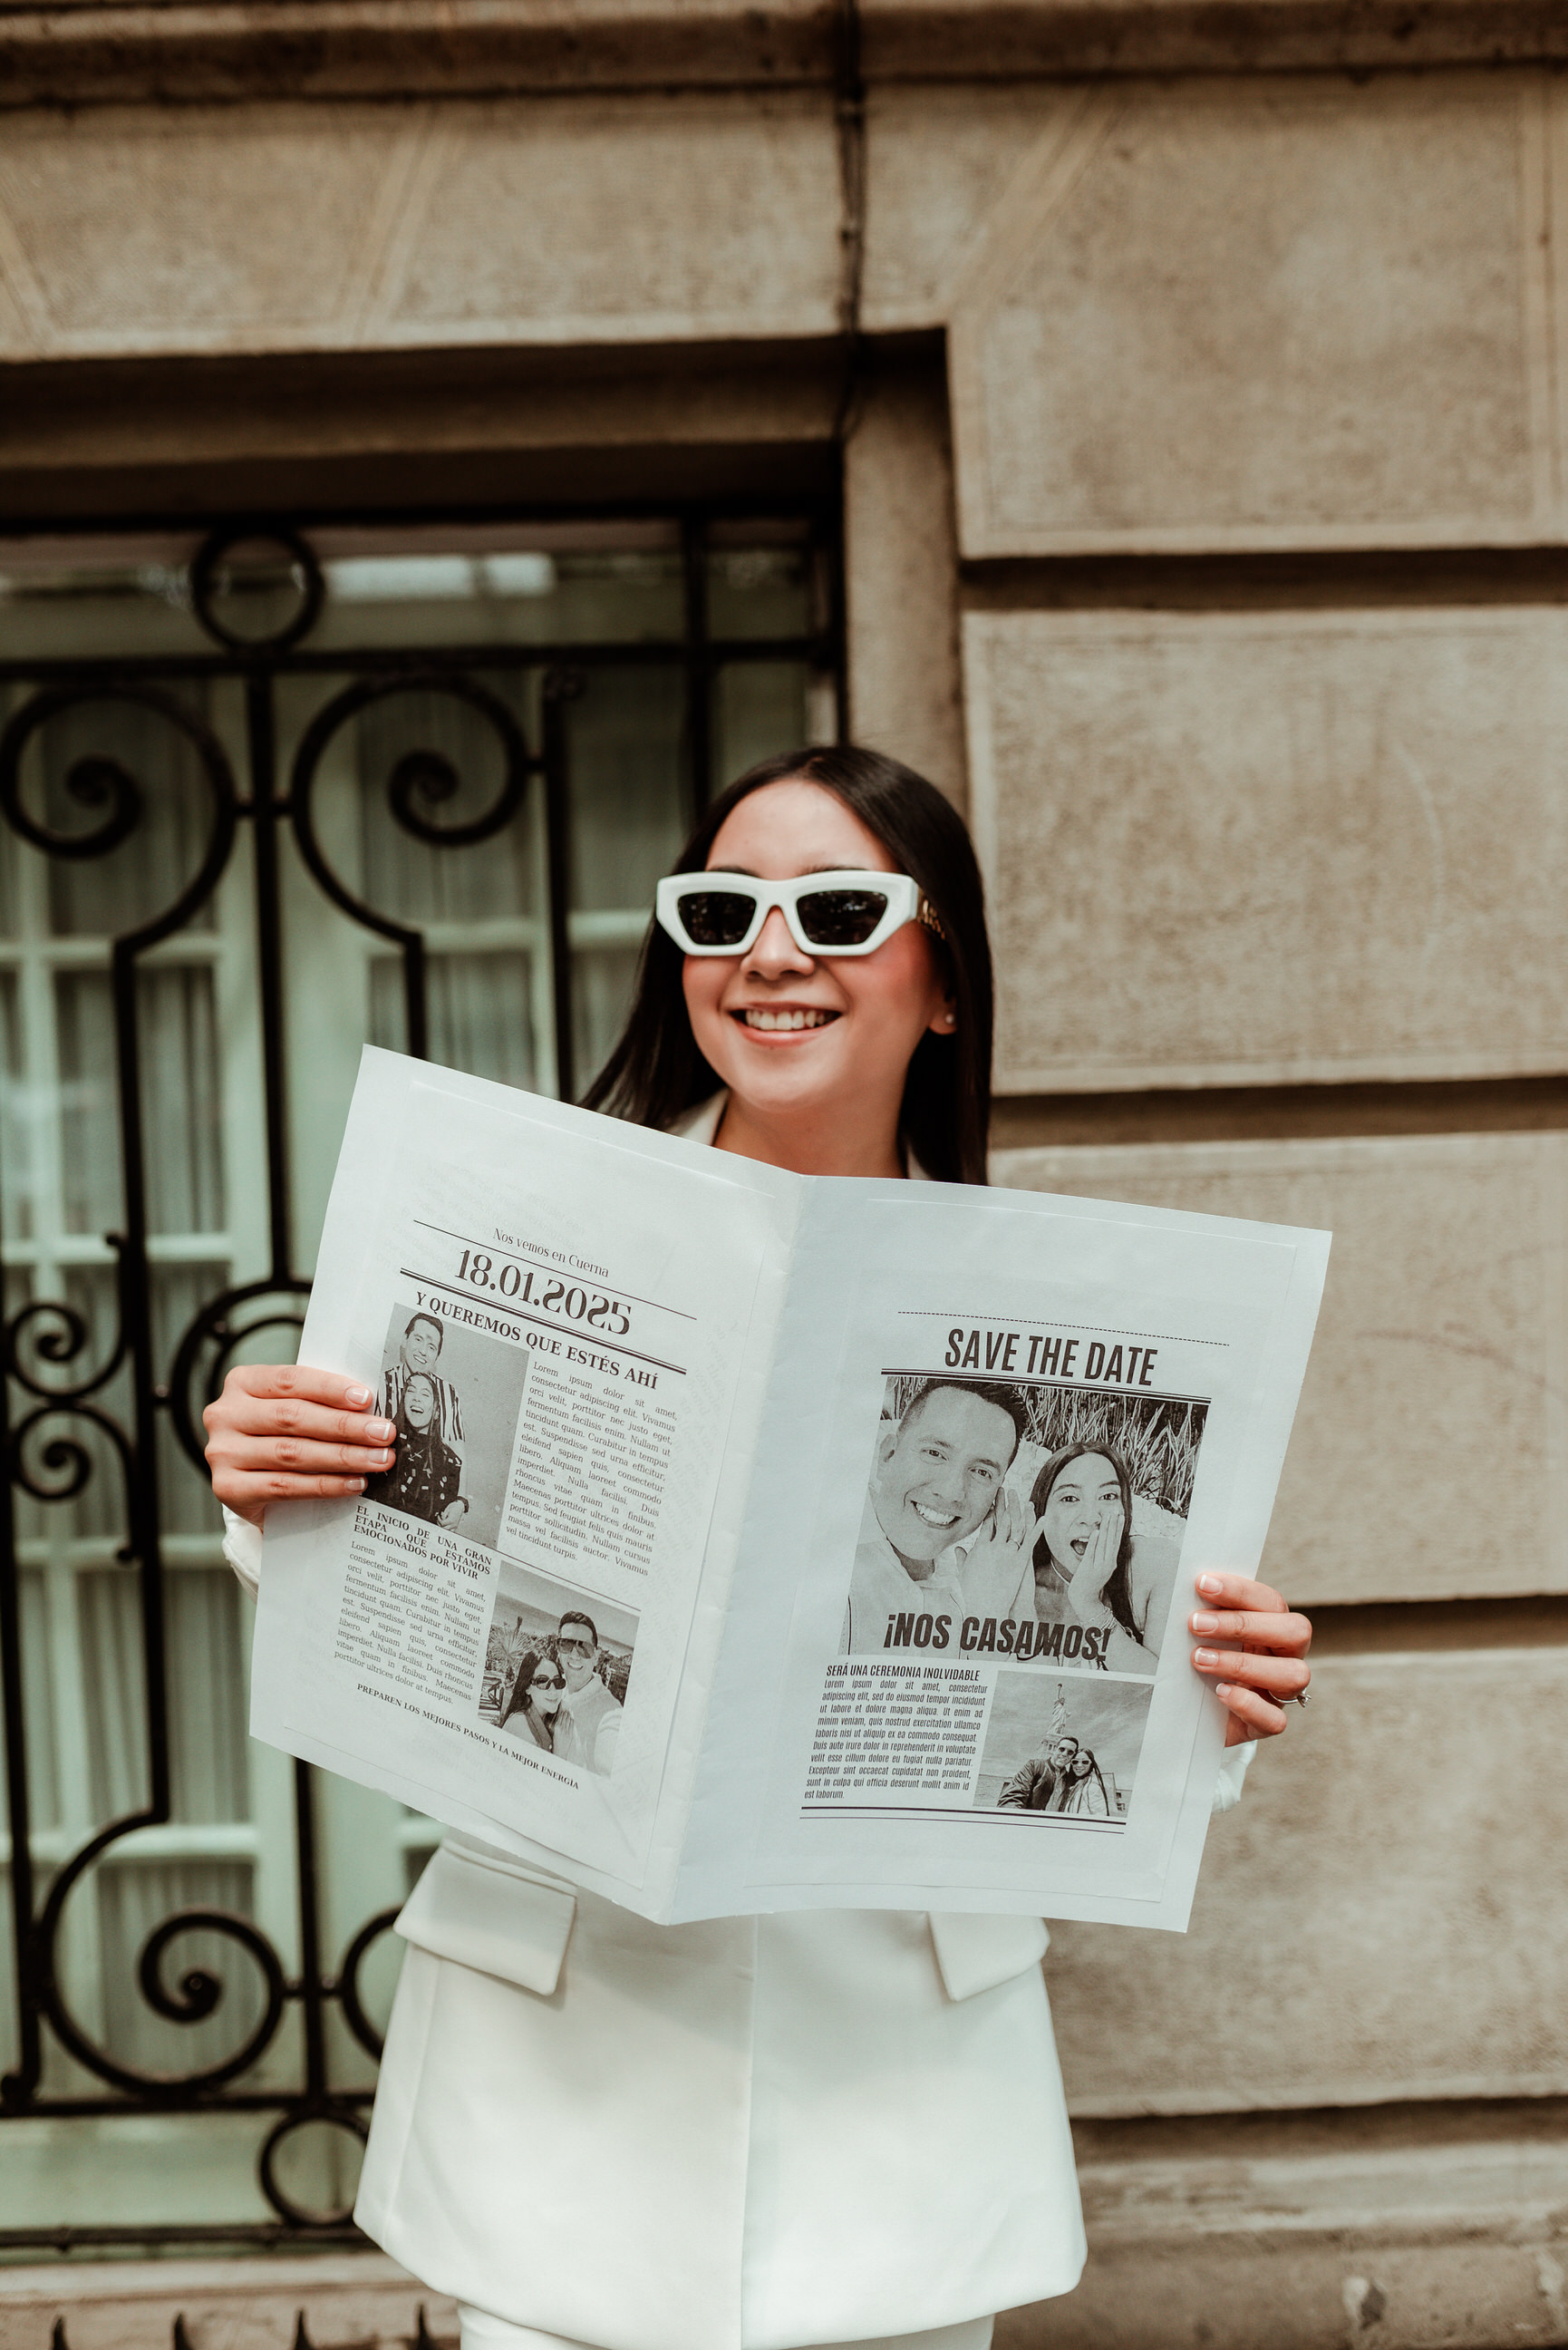 Nos vemos en Cuerna
18.01.2025
Y QUEREMOS QUE ESTÉS AHÍ
Lorem ipsum dolor sit amet,
consectetur adipiscing elit. Vivamus
orci velit, porttitor nec justo eget,
fermentum facilisis enim. Nullam ut
tincidunt quam. Curabitur in tempus
est. Suspendisse sed urna efficitur,
eleifend sapien quis, consectetur
libero. Aliquam laoreet commodo
imperdiet. Nulla facilisi. Duis
rhoncus vitae quam in finibus.
Maecenas porttitor ultrices dolor at
tempus. Sed feugiat felis quis mauris
porttitor sollicitudin. Nullam cursus
massa vel facilisis auctor. Vivamus
vel tincidunt turpis.
EL INICIO DE UNA GRAN
ETAPA QUE ESTAMOS
EMOCIONADOS POR VIVIR
Lorem ipsum dolor sit amet,
consectetur adipiscing elit. Vivamus
orci velit, porttitor nec justo eget,
fermentum facilisis enim. Nullam ut
tincidunt quam. Curabitur in tempus
est. Suspendisse sed urna efficitur,
eleifend sapien quis, consectetur
libero. Aliquam laoreet commodo
imperdiet. Nulla facilisi. Duis rhoncus
vitae quam in finibus. Maecenas
porttitor ultrices dolor at tempus.
PREPAREN LOS MEJORES PASOS Y LA MEJOR ENERGÍA
SAVE THE DATE
¡NOS CASAMOS!
SERÁ UNA CEREMONIA INOLVIDABLE
Lorem ipsum dolor sit amet, consectetur
adipiscing elit, sed do eiusmod tempor incididunt
ut labore et dolore magna aliqua. Ut enim ad
minim veniam, quis nostrud exercitation ullamco
laboris nisi ut aliquip ex ea commodo consequat.
Duis aute irure dolor in reprehenderit in voluptate
velit esse cillum dolore eu fugiat nulla pariatur.
Excepteur sint occaecat cupidatat non proident,
sunt in culpa qui officia deserunt mollit anim id
est laborum.